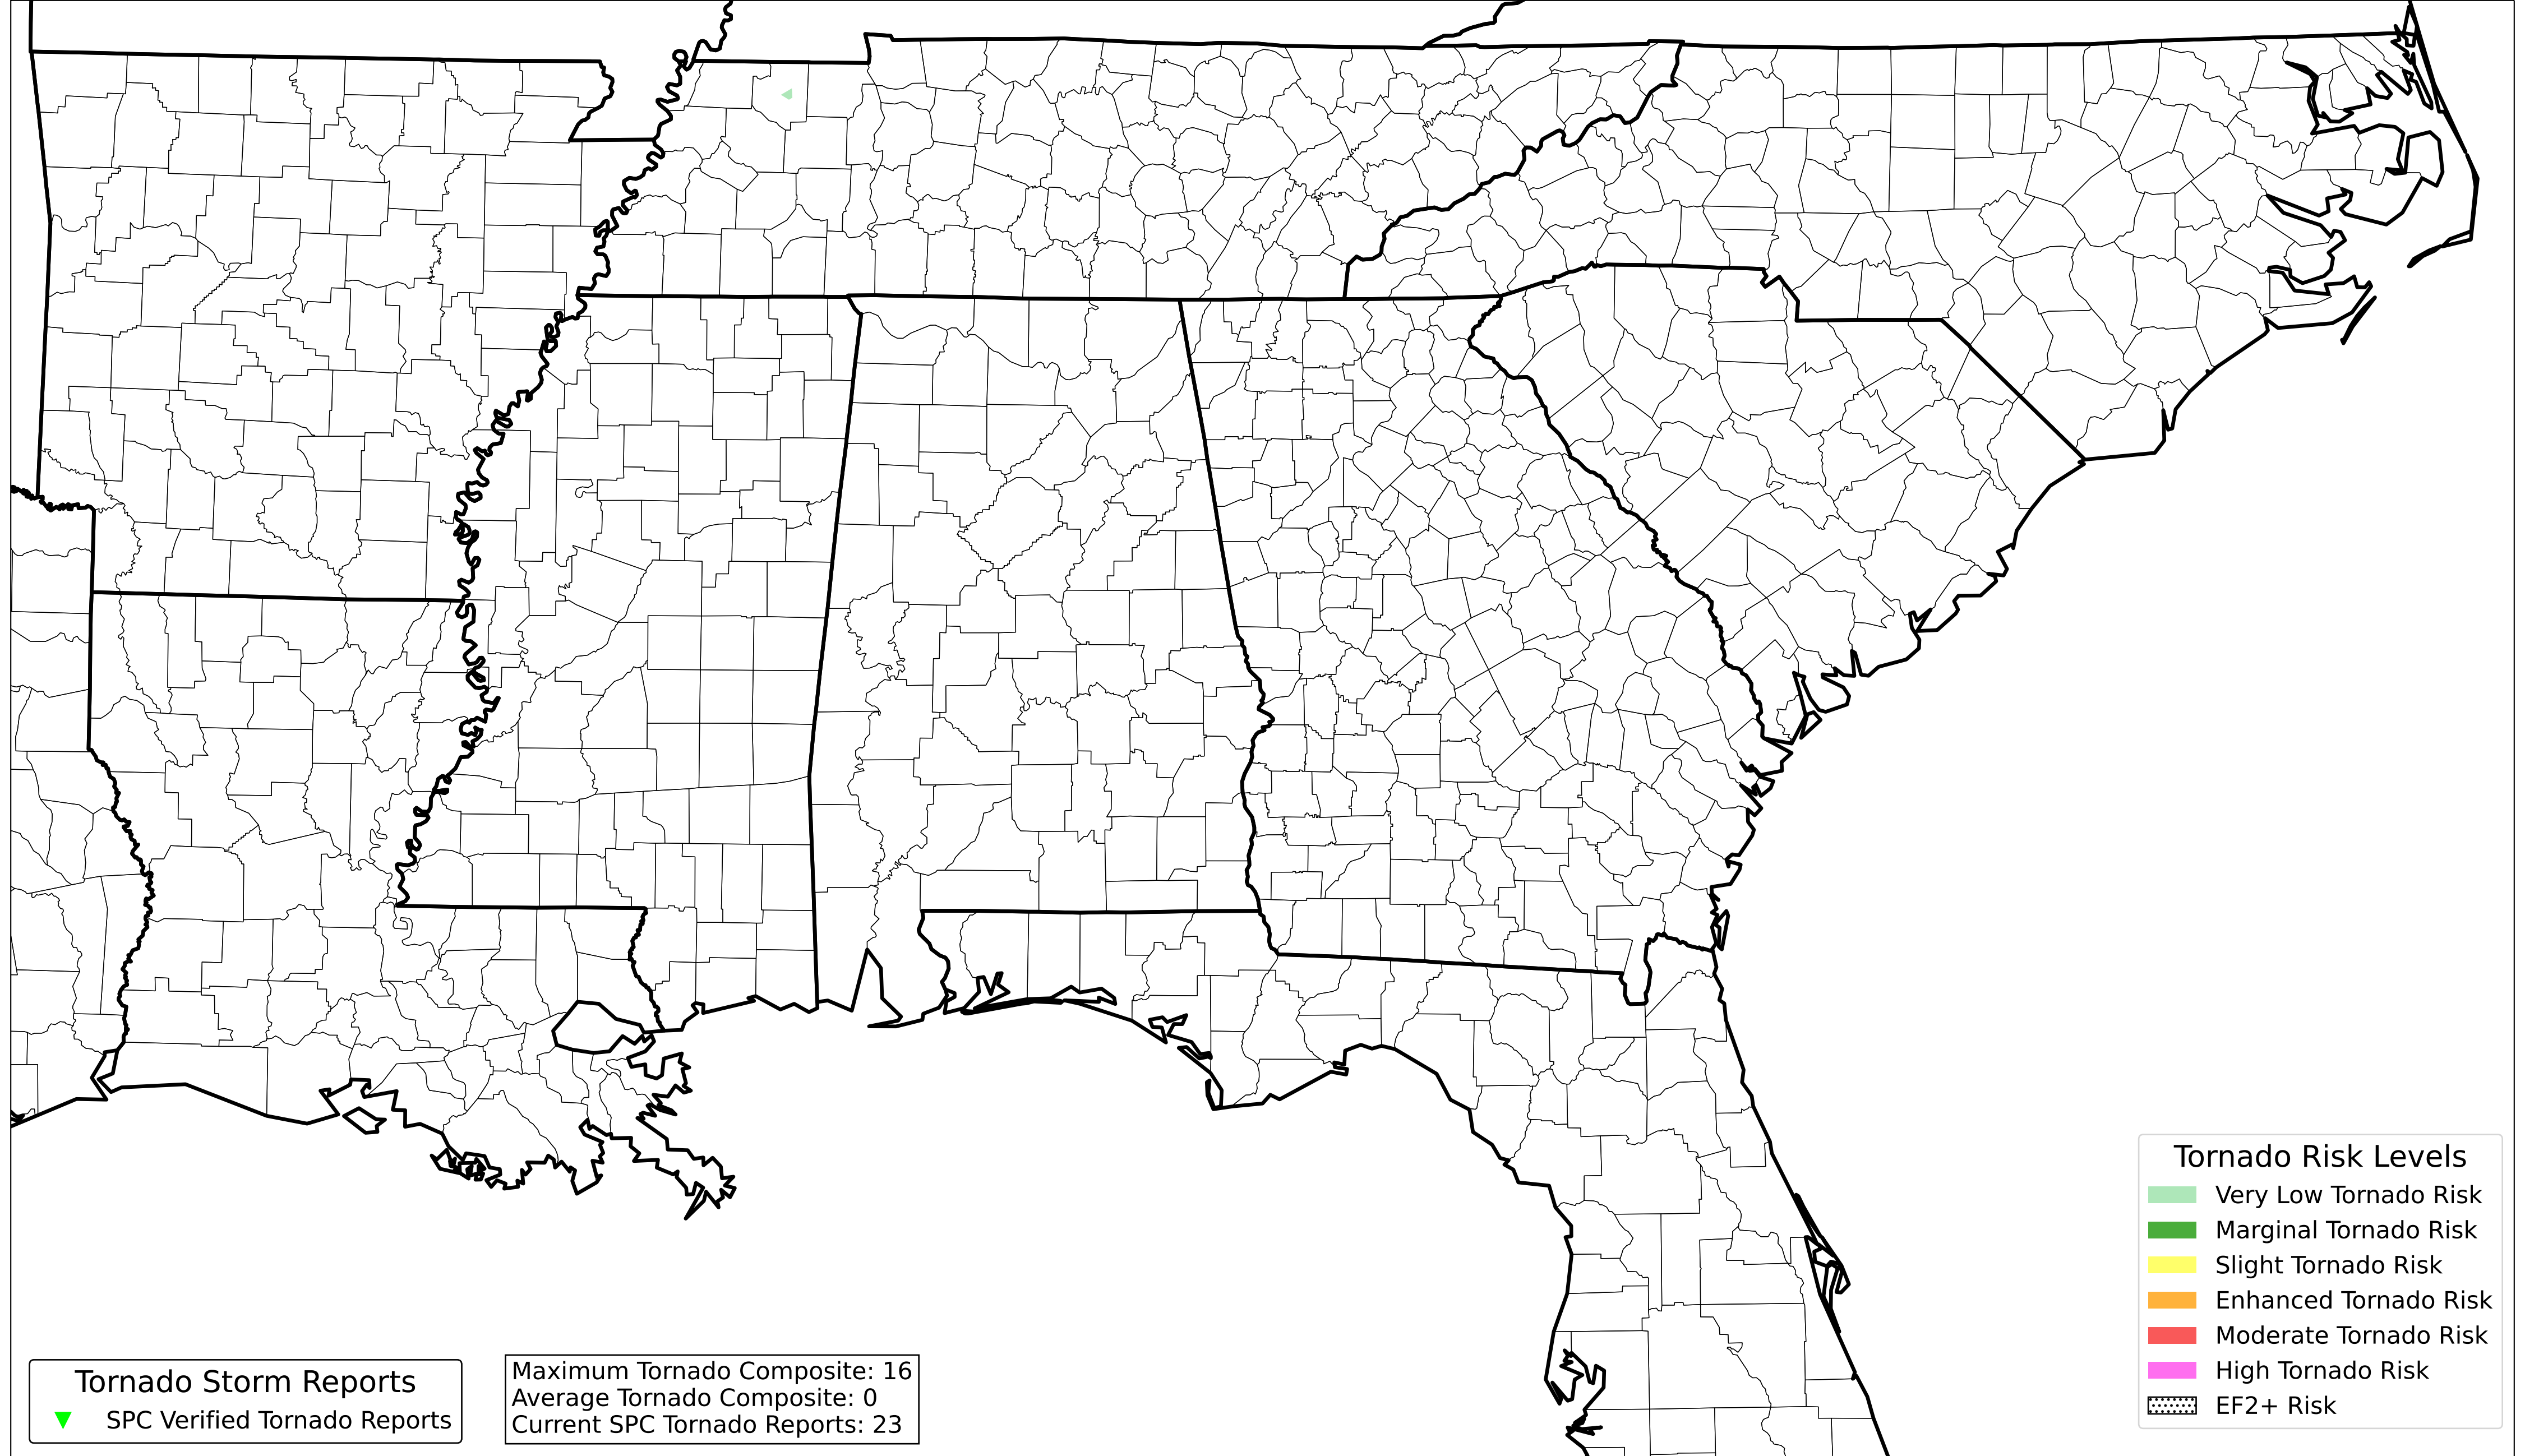 Tornado Risk Levels
Very Low Tornado Risk
Marginal Tornado Risk
Slight Tornado Risk
Enhanced Tornado Risk
Moderate Tornado Risk
High Tornado Risk
EF2+ Risk
Tornado Storm Reports
SPC Verified Tornado Reports
Maximum Tornado Composite: 16
Average Tornado Composite: 0
Current SPC Tornado Reports: 23